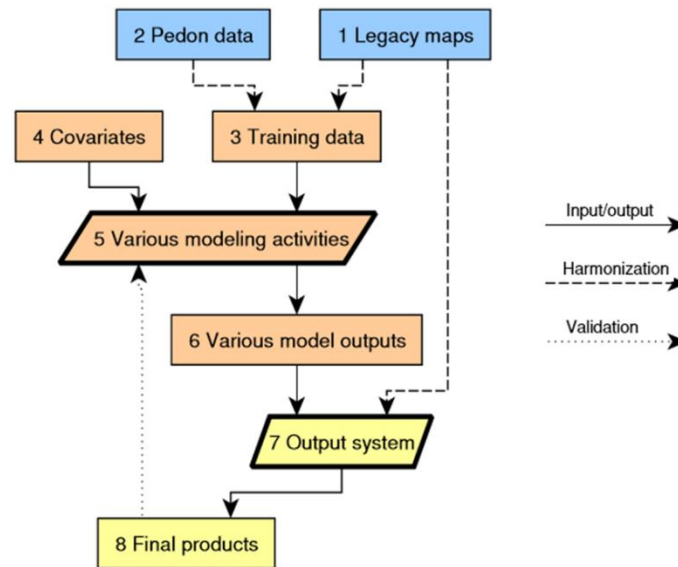 2 Pedon data
1 Legacy maps
4 Covariates
3 Training data
5 Various modeling activities
6 Various model outputs
7 Output system
8 Final products
Input/output
Harmonization
Validation